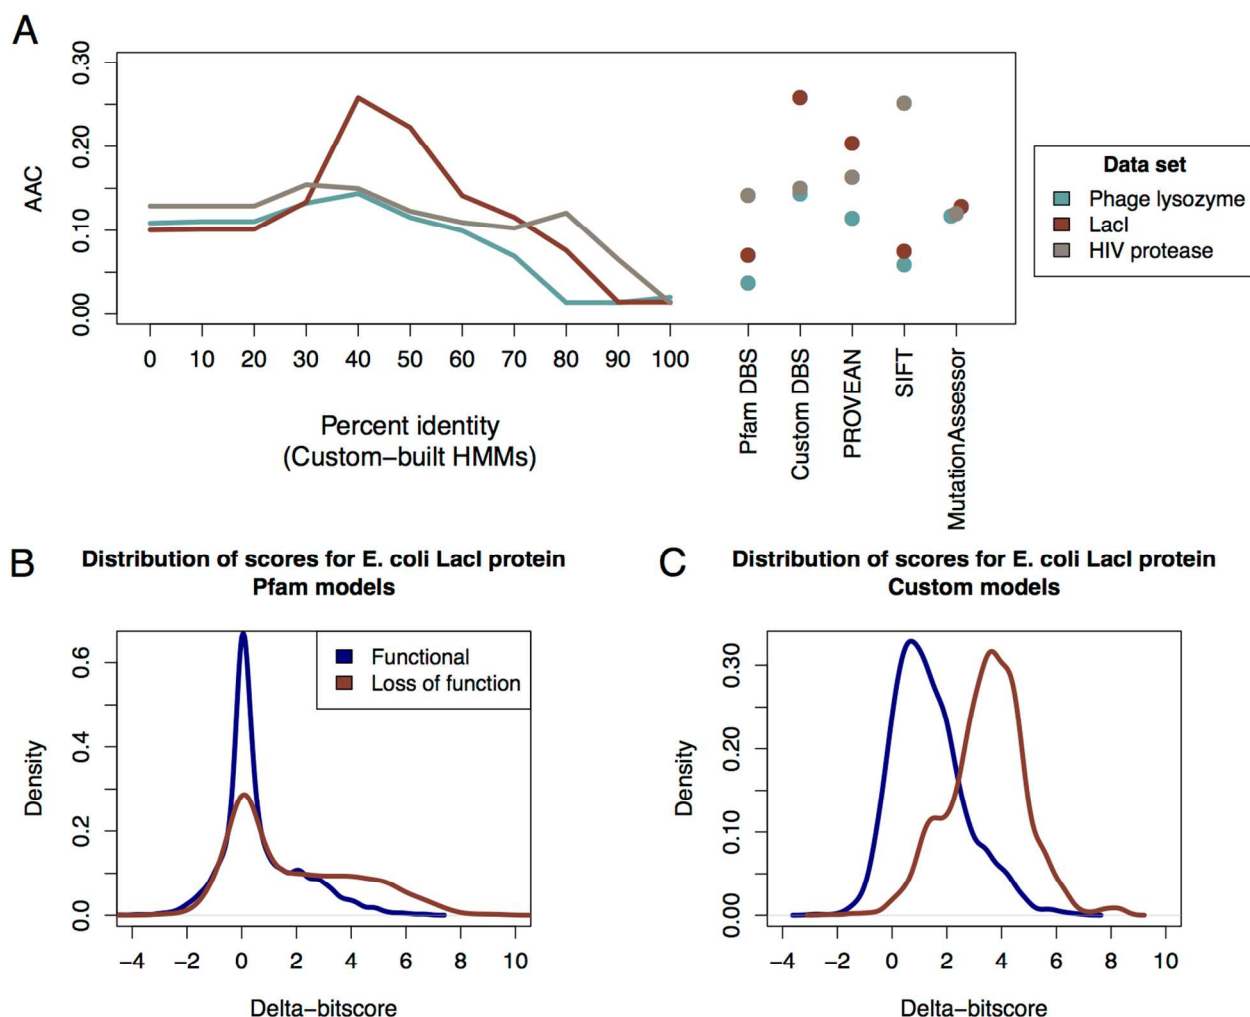 A
0.30
0.20
0.10
0.00
AAC
0 10 20 30 40 50 60 70 80 90 100
Percent identity
(Custom–built HMMs)
Pfam DBS
Custom DBS
PROVEAN
SIFT
MutationAssessor
Data set
Phage lysozyme
LacI
HIV protease
B
Distribution of scores for E. coli LacI protein
Pfam models
Functional
Loss of function
0.6
0.4
0.2
0.0
Density
−4 −2 0 2 4 6 8 10
Delta−bitscore
C
Distribution of scores for E. coli LacI protein
Custom models
0.30
0.20
0.10
0.00
Density
−4 −2 0 2 4 6 8 10
Delta−bitscore